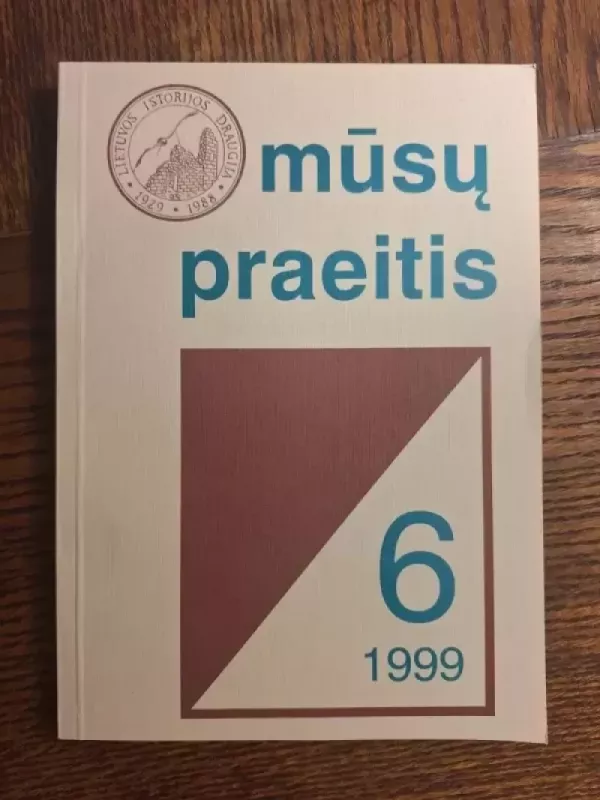 LIETUVOS ISTORIJOS DRAUGIJA
• 1929 • 1988 •
mūsų
praeitis
6
1999